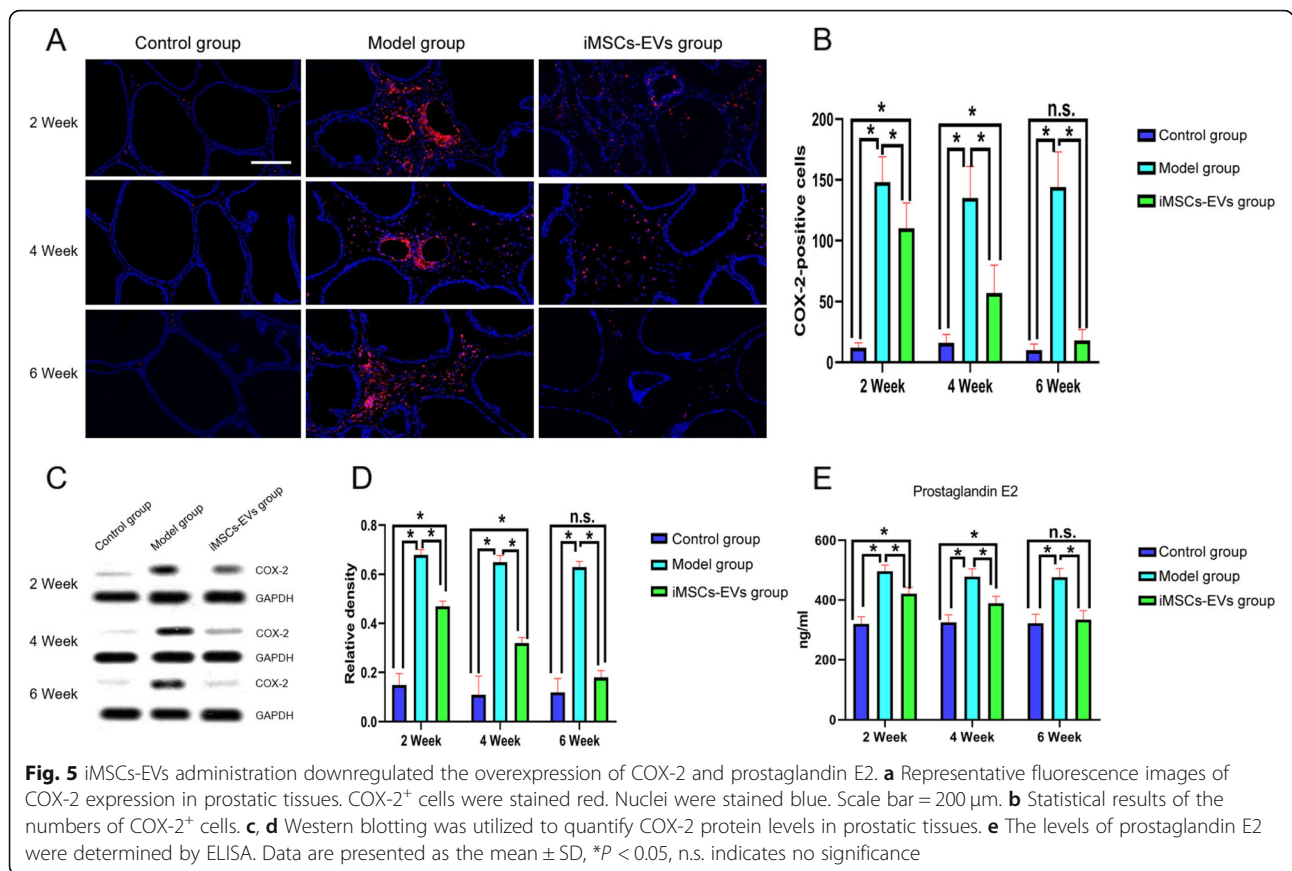 A
Control group
Model group
iMSCs-EVs group
2 Week
4 Week
6 Week
B
COX-2-positive cells
200
150
100
50
0
*
* *
*
* *
n.s.
* *
2 Week
4 Week
6 Week
Control group
Model group
iMSCs-EVs group
C
Control group
Model group
iMSCs-EVs group
2 Week
COX-2
GAPDH
4 Week
COX-2
GAPDH
6 Week
COX-2
GAPDH
D
Relative density
0.8
0.6
0.4
0.2
0.0
*
* *
*
* *
n.s.
* *
2 Week
4 Week
6 Week
Control group
Model group
iMSCs-EVs group
E
Prostaglandin E2
ng/ml
600
400
200
0
*
* *
*
* *
n.s.
* *
2 Week
4 Week
6 Week
Control group
Model group
iMSCs-EVs group
Fig. 5 iMSCs-EVs administration downregulated the overexpression of COX-2 and prostaglandin E2. a Representative fluorescence images of
COX-2 expression in prostatic tissues. COX-2⁺ cells were stained red. Nuclei were stained blue. Scale bar = 200 μm. b Statistical results of the
numbers of COX-2⁺ cells. c, d Western blotting was utilized to quantify COX-2 protein levels in prostatic tissues. e The levels of prostaglandin E2
were determined by ELISA. Data are presented as the mean ± SD, *P < 0.05, n.s. indicates no significance